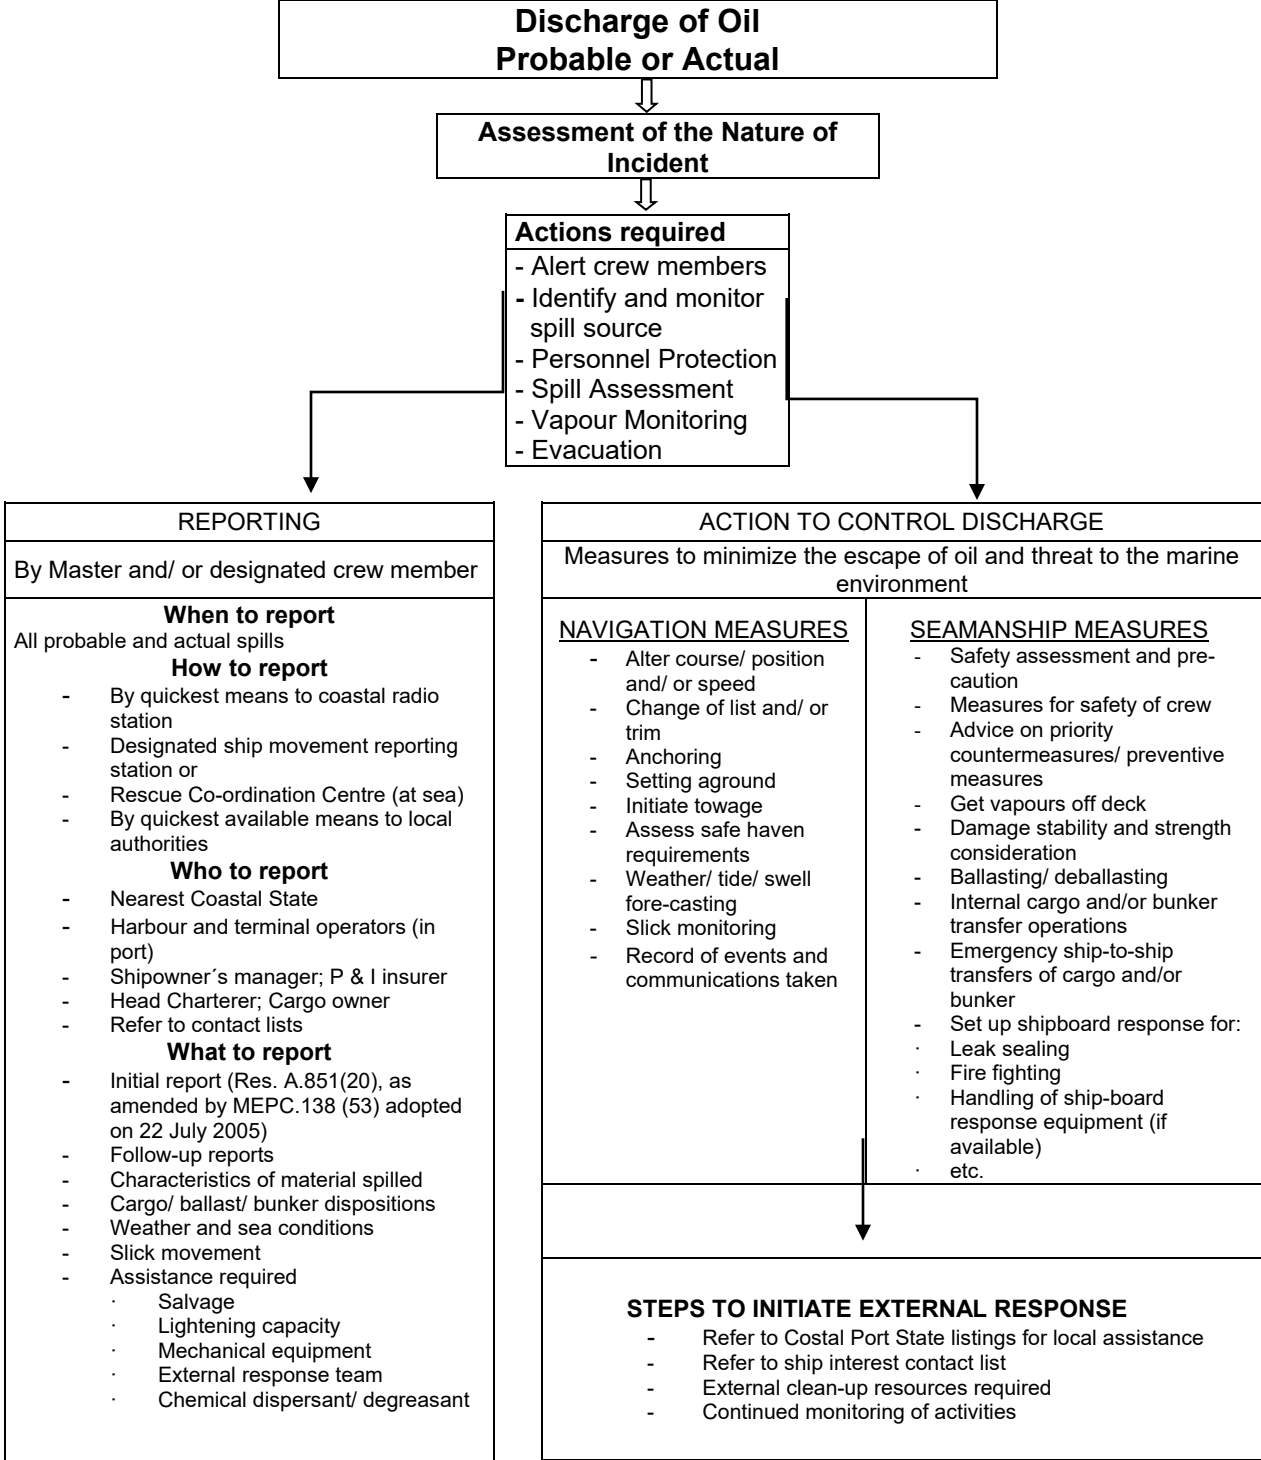 Discharge of Oil
Probable or Actual
Assessment of the Nature of
Incident
Actions required
- Alert crew members
- Identify and monitor
spill source
- Personnel Protection
- Spill Assessment
- Vapour Monitoring
- Evacuation
REPORTING
By Master and/ or designated crew member
When to report
All probable and actual spills
How to report
- By quickest means to coastal radio
station
- Designated ship movement reporting
station or
- Rescue Co-ordination Centre (at sea)
- By quickest available means to local
authorities
Who to report
- Nearest Coastal State
- Harbour and terminal operators (in
port)
- Shipowner´s manager; P & I insurer
- Head Charterer; Cargo owner
- Refer to contact lists
What to report
- Initial report (Res. A.851(20), as
amended by MEPC.138 (53) adopted
on 22 July 2005)
- Follow-up reports
- Characteristics of material spilled
- Cargo/ ballast/ bunker dispositions
- Weather and sea conditions
- Slick movement
- Assistance required
· Salvage
· Lightening capacity
· Mechanical equipment
· External response team
· Chemical dispersant/ degreasant
ACTION TO CONTROL DISCHARGE
Measures to minimize the escape of oil and threat to the marine
environment
NAVIGATION MEASURES
- Alter course/ position
and/ or speed
- Change of list and/ or
trim
- Anchoring
- Setting aground
- Initiate towage
- Assess safe haven
requirements
- Weather/ tide/ swell
fore-casting
- Slick monitoring
- Record of events and
communications taken
SEAMANSHIP MEASURES
- Safety assessment and pre-
caution
- Measures for safety of crew
- Advice on priority
countermeasures/ preventive
measures
- Get vapours off deck
- Damage stability and strength
consideration
- Ballasting/ deballasting
- Internal cargo and/or bunker
transfer operations
- Emergency ship-to-ship
transfers of cargo and/or
bunker
- Set up shipboard response for:
· Leak sealing
· Fire fighting
· Handling of ship-board
response equipment (if
available)
· etc.
STEPS TO INITIATE EXTERNAL RESPONSE
- Refer to Costal Port State listings for local assistance
- Refer to ship interest contact list
- External clean-up resources required
- Continued monitoring of activities